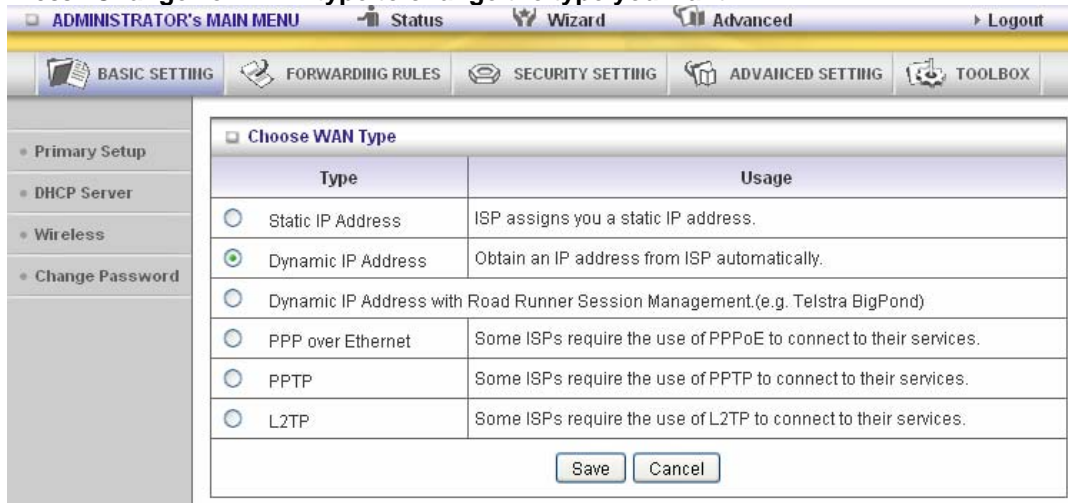 ADMINISTRATOR's MAIN MENU Status Wizard Advanced Logout
BASIC SETTING FORWARDING RULES SECURITY SETTING ADVANCED SETTING TOOLBOX
Primary Setup
DHCP Server
Wireless
Change Password
Choose WAN Type
Type Usage
Static IP Address ISP assigns you a static IP address.
Dynamic IP Address Obtain an IP address from ISP automatically.
Dynamic IP Address with Road Runner Session Management.(e.g. Telstra BigPond)
PPP over Ethernet Some ISPs require the use of PPPoE to connect to their services.
PPTP Some ISPs require the use of PPTP to connect to their services.
L2TP Some ISPs require the use of L2TP to connect to their services.
Save Cancel